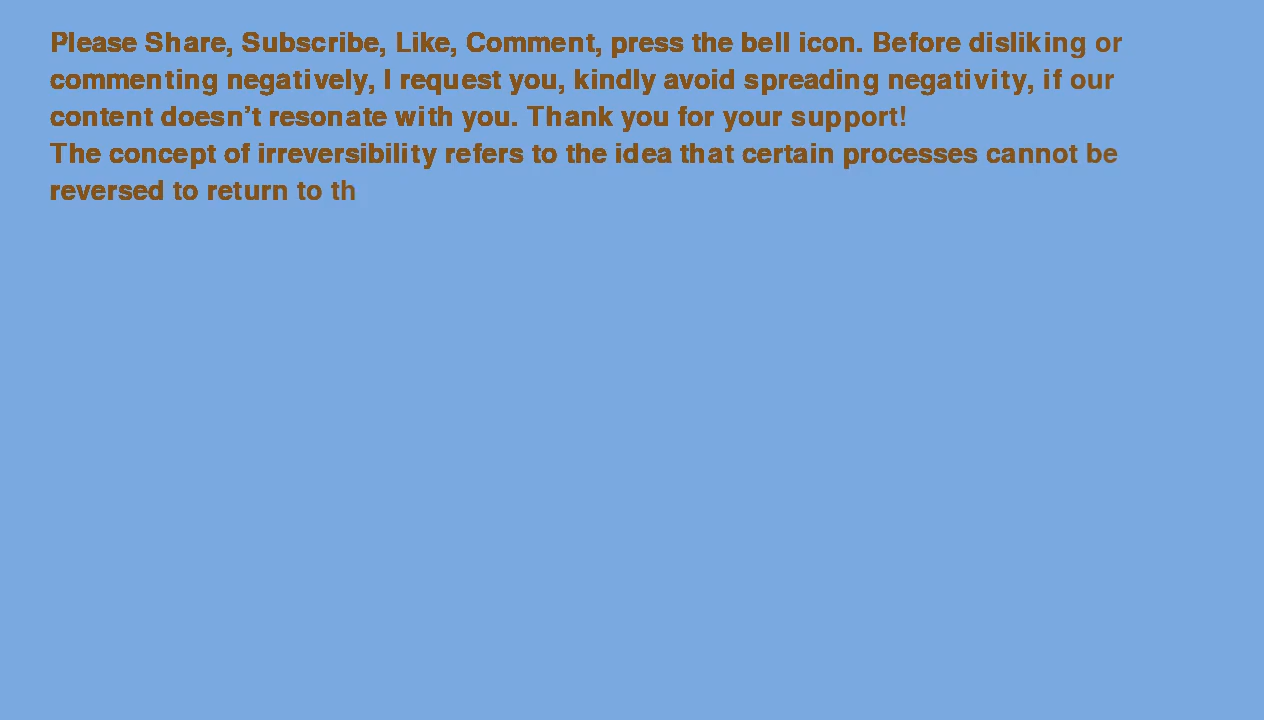 Please Share, Subscribe, Like, Comment, press the bell icon. Before disliking or
commenting negatively, I request you, kindly avoid spreading negativity, if our
content doesn’t resonate with you. Thank you for your support!
The concept of irreversibility refers to the idea that certain processes cannot be
reversed to return to th